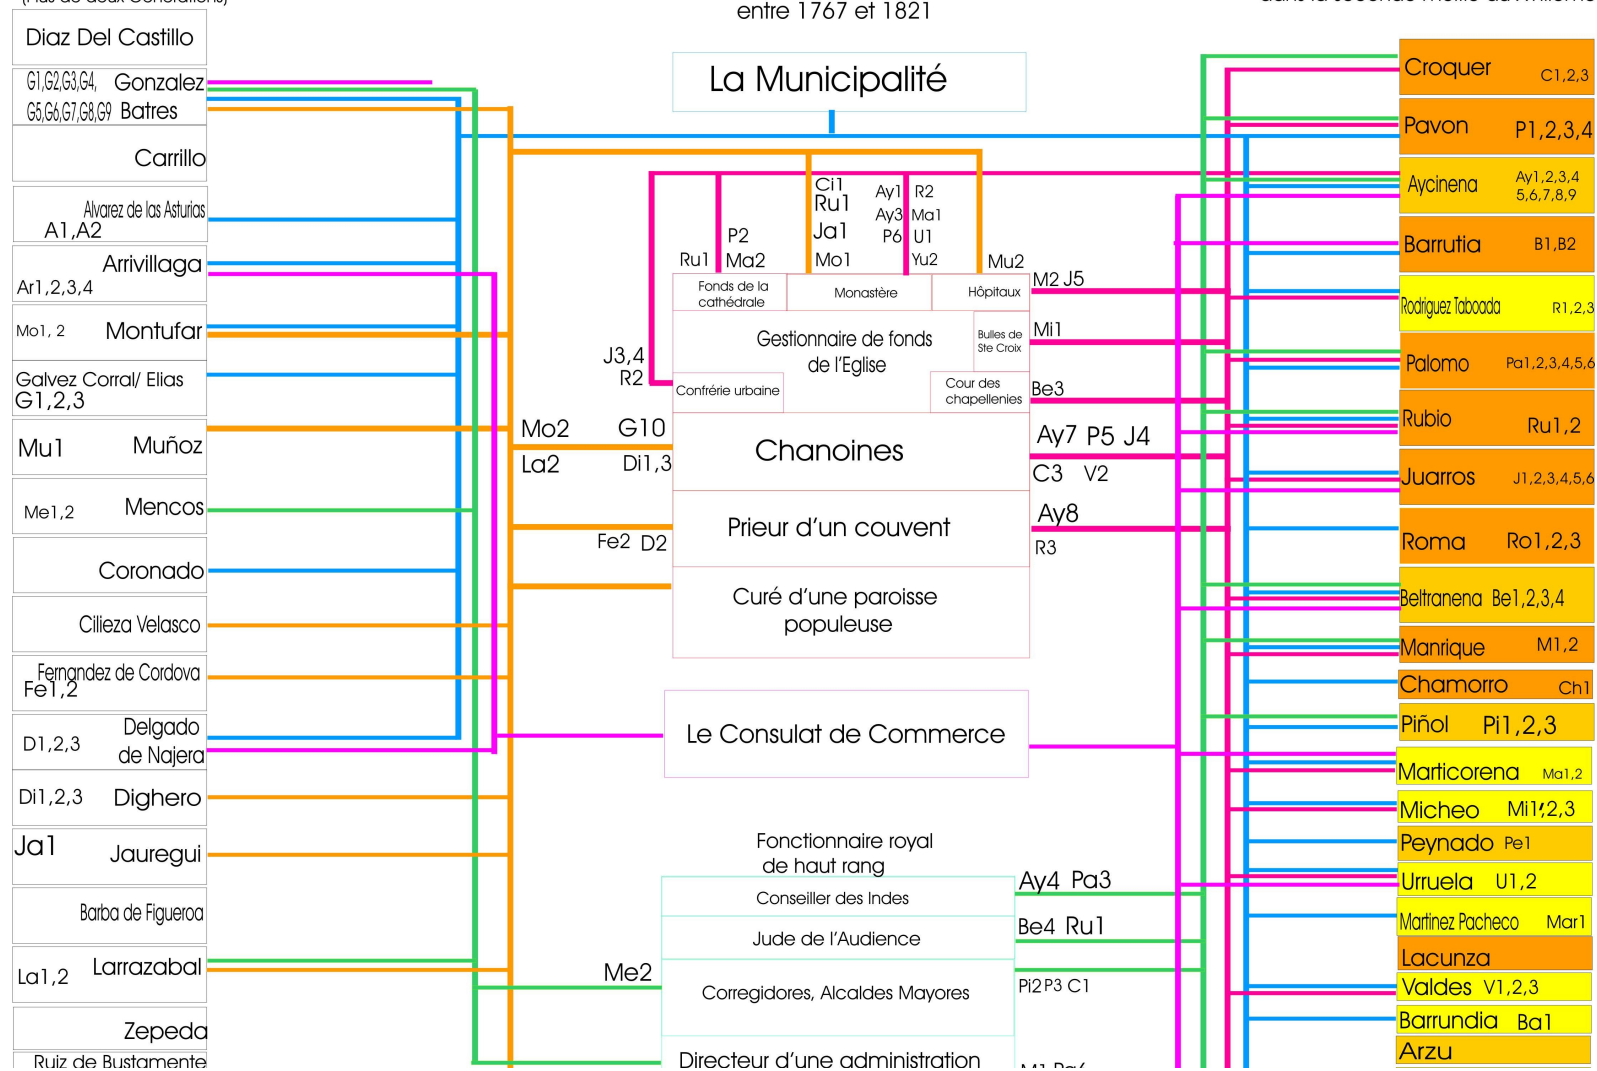 entre 1767 et 1821
Diaz Del Castillo
G1,G2,G3,G4, Gonzalez
G5,G6,G7,G8,G9 Batres
Carrillo
Alvarez de las Asturias
A1,A2
Arrivillaga
Ar1,2,3,4
Mo1, 2 Montufar
Galvez Corral/ Elias
G1,2,3
Mu1 Muñoz
Me1,2 Mencos
Coronado
Cilieza Velasco
Fernandez de Cordova
Fe1,2
Delgado
D1,2,3 de Najera
Di1,2,3 Dighero
Ja1 Jauregui
Barba de Figueroa
La1,2 Larrazabal
Zepeda
Ruiz de Bustamente
La Municipalité
Ru1
P2
Ma2
Ci1
Ru1
Ja1
Mo1
Ay1 R2
Ay3 Ma1
P6 U1
Yu2
Mu2
Fonds de la
cathédrale
Monastère
Hôpitaux
M2 J5
Gestionnaire de fonds
de l'Eglise
Bulles de
Ste Croix
Mi1
J3,4
R2
Confrérie urbaine
Cour des
chapellenies
Be3
Mo2 G10
La2 Di1,3
Chanoines
Ay7 P5 J4
C3 V2
Fe2 D2
Prieur d'un couvent
Ay8
R3
Curé d'une paroisse
populeuse
Le Consulat de Commerce
Fonctionnaire royal
de haut rang
Conseiller des Indes
Ay4 Pa3
Jude de l'Audience
Be4 Ru1
Me2
Corregidores, Alcaldes Mayores
Pi2 P3 C1
Directeur d'une administration
Croquer C1,2,3
Pavon P1,2,3,4
Aycinena Ay1,2,3,4
5,6,7,8,9
Barrutia B1,B2
Rodriguez Taboada R1,2,3
Palomo Pa1,2,3,4,5,6
Rubio Ru1,2
Juarros J1,2,3,4,5,6
Roma Ro1,2,3
Beltranena Be1,2,3,4
Manrique M1,2
Chamorro Ch1
Piñol Pi1,2,3
Marticorena Ma1,2
Micheo Mi1,2,3
Peynado Pe1
Urruela U1,2
Martinez Pacheco Mar1
Lacunza
Valdes V1,2,3
Barrundia Ba1
Arzu